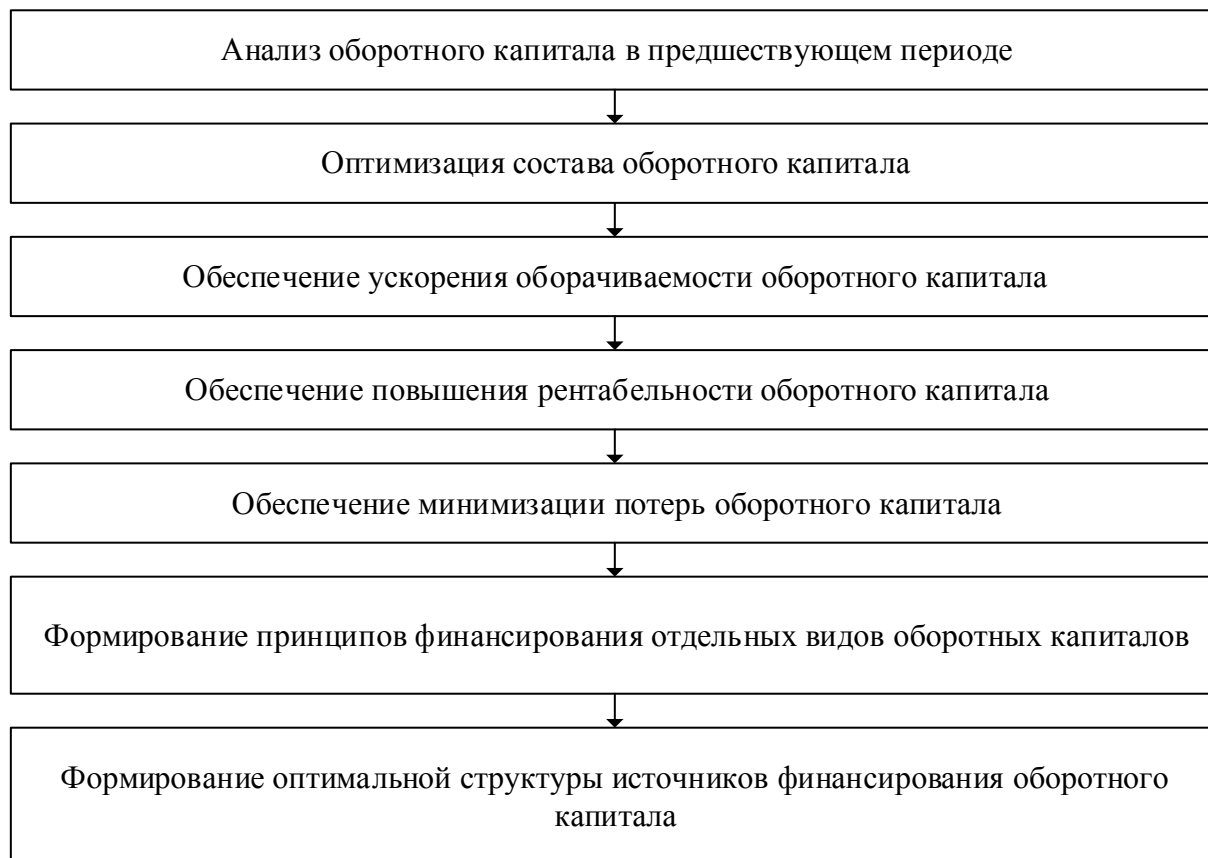 Анализ оборотного капитала в предшествующем периоде
Оптимизация состава оборотного капитала
Обеспечение ускорения оборачиваемости оборотного капитала
Обеспечение повышения рентабельности оборотного капитала
Обеспечение минимизации потерь оборотного капитала
Формирование принципов финансирования отдельных видов оборотных капиталов
Формирование оптимальной структуры источников финансирования оборотного
капитала